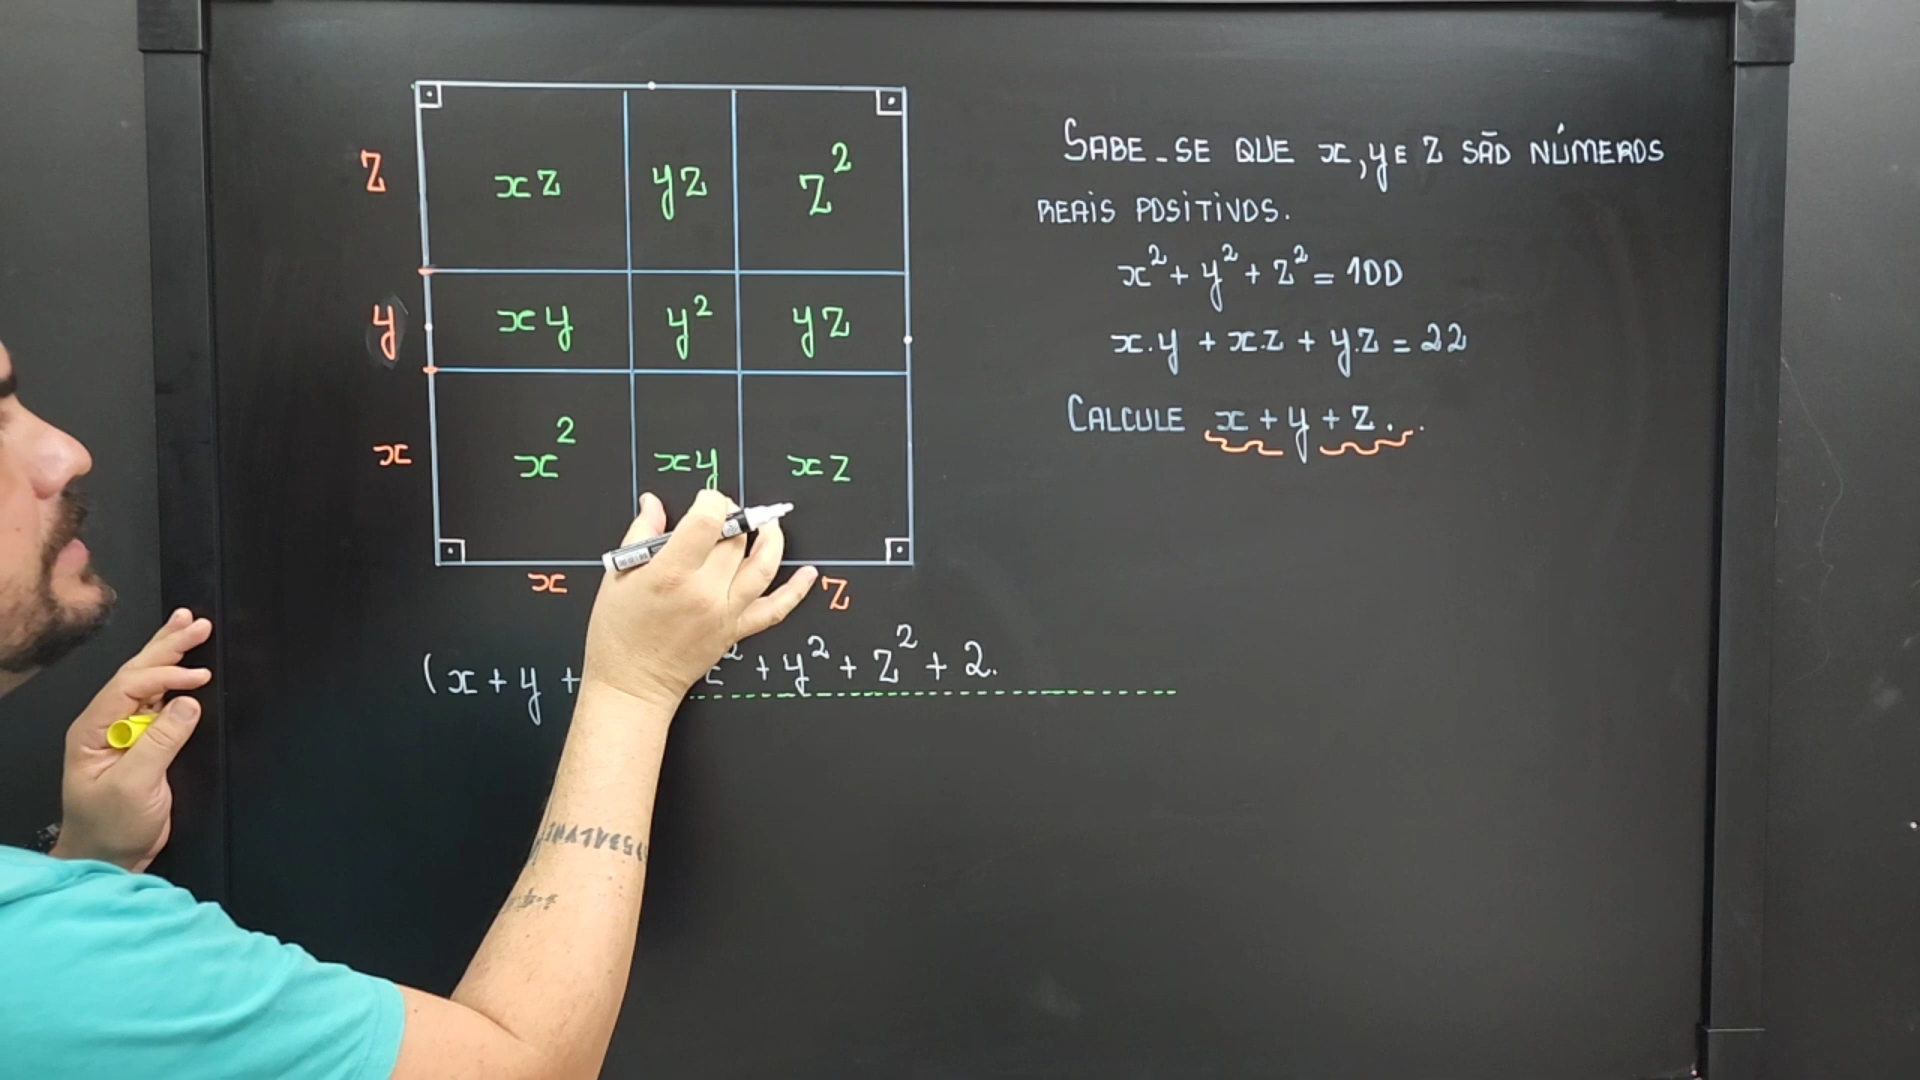 z xz yz z²
y xy y² yz
x x² xy xz
x z
(x+y+ ² + y² + z² + 2.
SABE-SE QUE x, y E z SÃO NÚMEROS
REAIS POSITIVOS.
x² + y² + z² = 100
x.y + x.z + y.z = 22
CALCULE x + y + z.